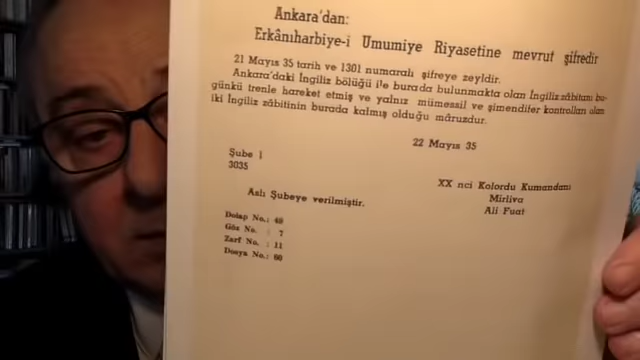 Ankara'dan:
Erkânıharbiye-i Umumiye Riyasetine mevrut şifredir
21 Mayıs 35 tarih ve 1301 numaralı şifreye zeyldir.
Ankara'daki İngiliz bölüğü ile burada bulunmakta olan İngiliz zâbitanı bu-
günkü trenle hareket etmiş ve yalnız mümessil ve şimendifer kontrolları olan
iki İngiliz zâbitinin burada kalmış olduğu mâruzdur.
22 Mayıs 35
Şube 1
3035
XX nci Kolordu Kumandanı
Mirliva
Ali Fuat
Aslı Şubeye verilmiştir.
Dolap No.: 49
Göz No. : 7
Zarf No. : 11
Dosya No.: 60